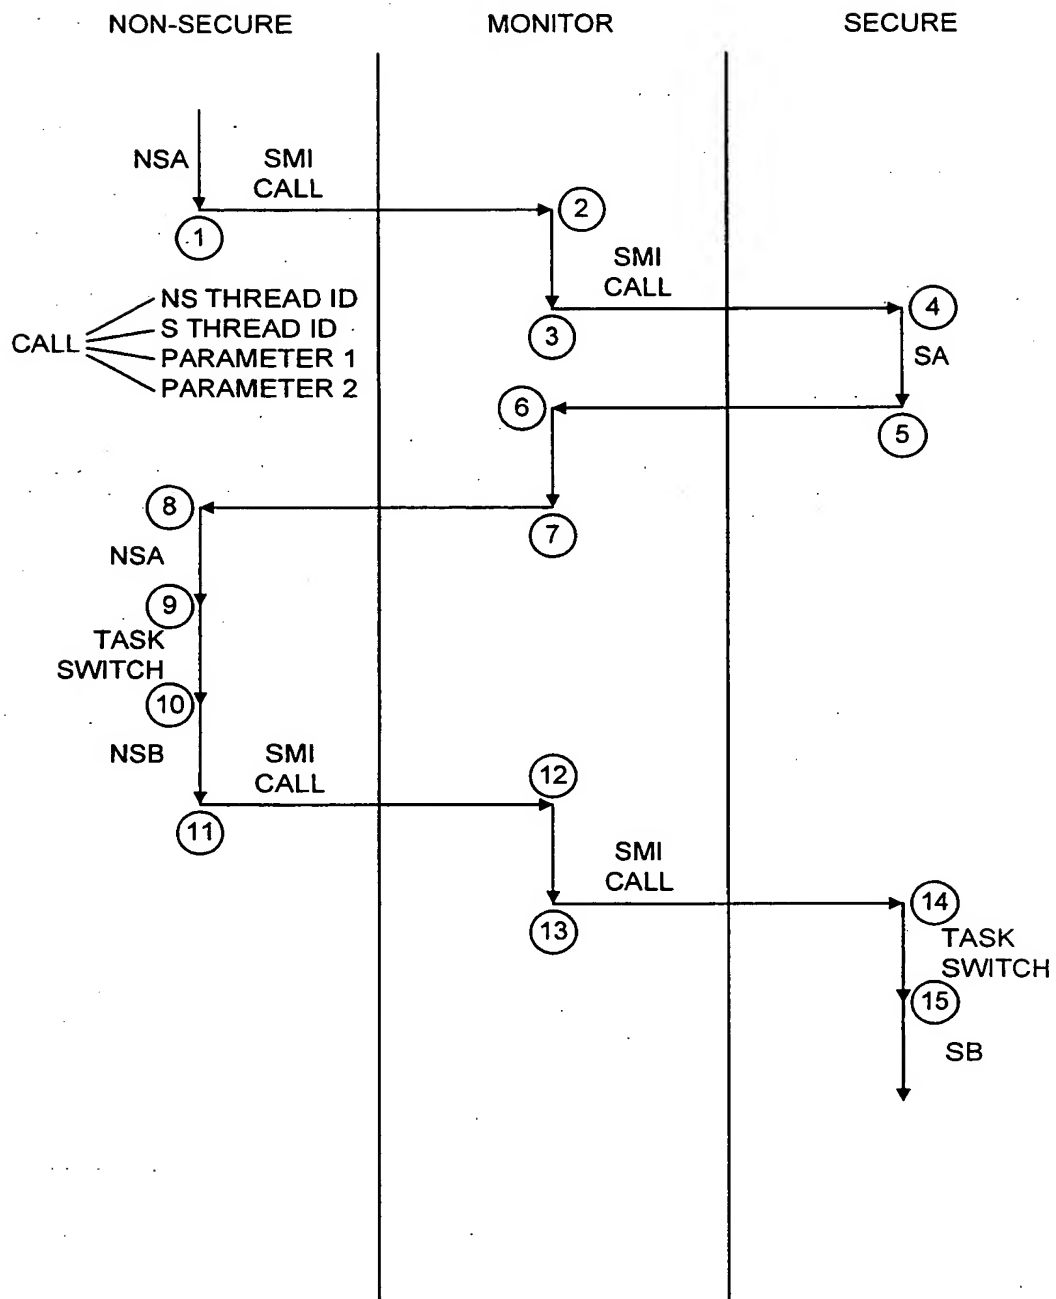 NON-SECURE
MONITOR
SECURE
NSA
SMI
CALL
1
2
SMI
CALL
3
4
CALL
NS THREAD ID
S THREAD ID
PARAMETER 1
PARAMETER 2
SA
6
5
8
7
NSA
9
TASK
SWITCH
10
NSB
SMI
CALL
12
11
SMI
CALL
13
14
TASK
SWITCH
15
SB